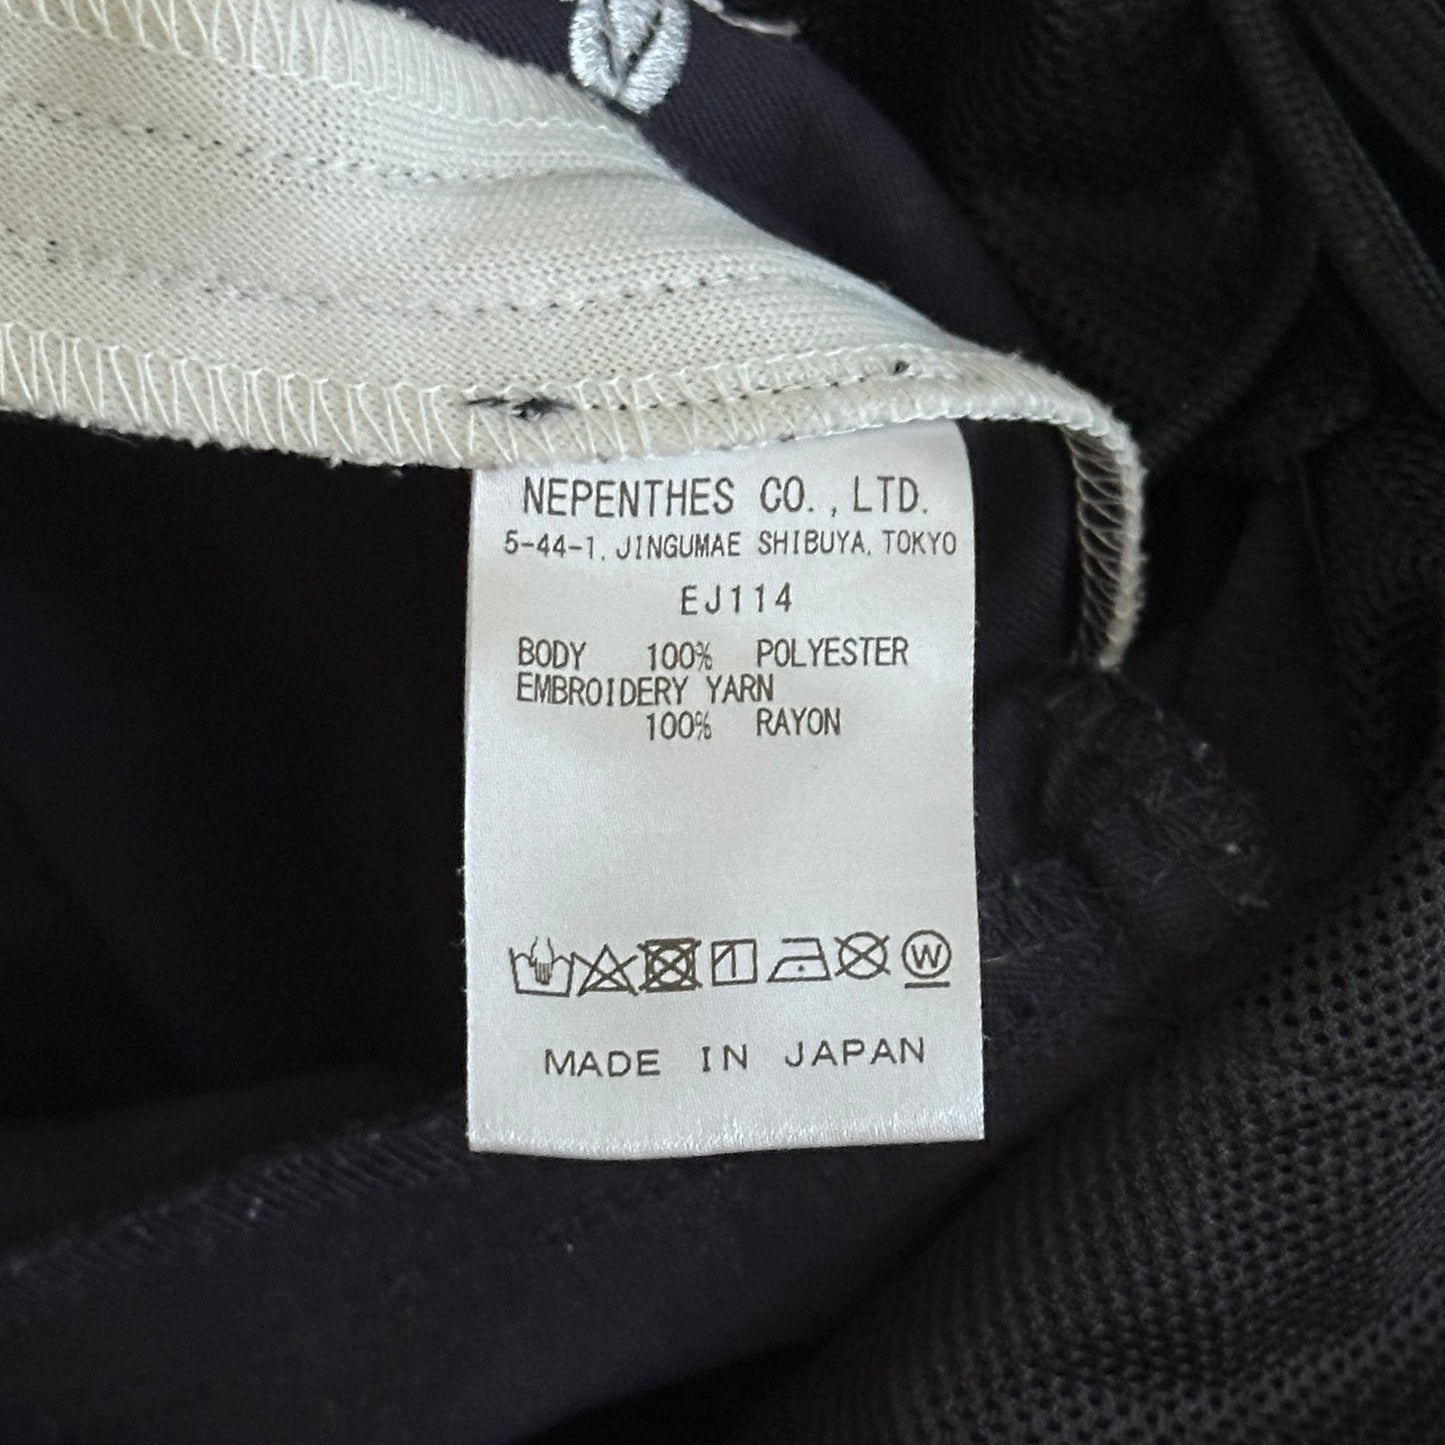 NEPENTHES CO., LTD.
5-44-1, JINGUMAE SHIBUYA, TOKYO
EJ114
BODY 100% POLYESTER
EMBROIDERY YARN
100% RAYON
W
MADE IN JAPAN